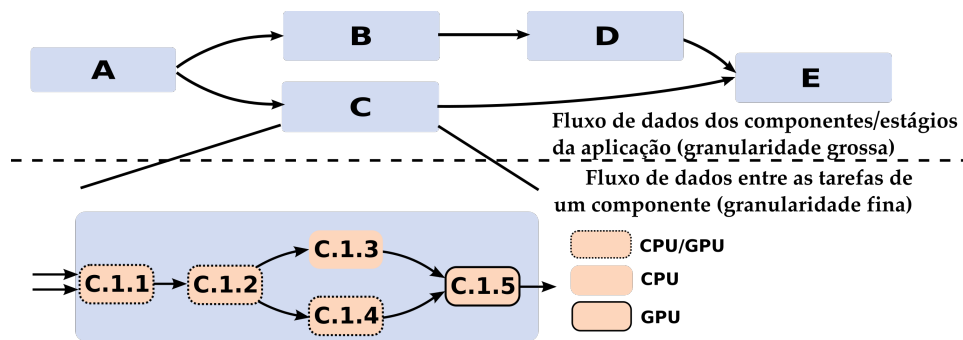 A
B
D
E
C
Fluxo de dados dos componentes/estágios
da aplicação (granularidade grossa)
Fluxo de dados entre as tarefas de
um componente (granularidade fina)
C.1.1
C.1.2
C.1.3
C.1.4
C.1.5
CPU/GPU
CPU
GPU